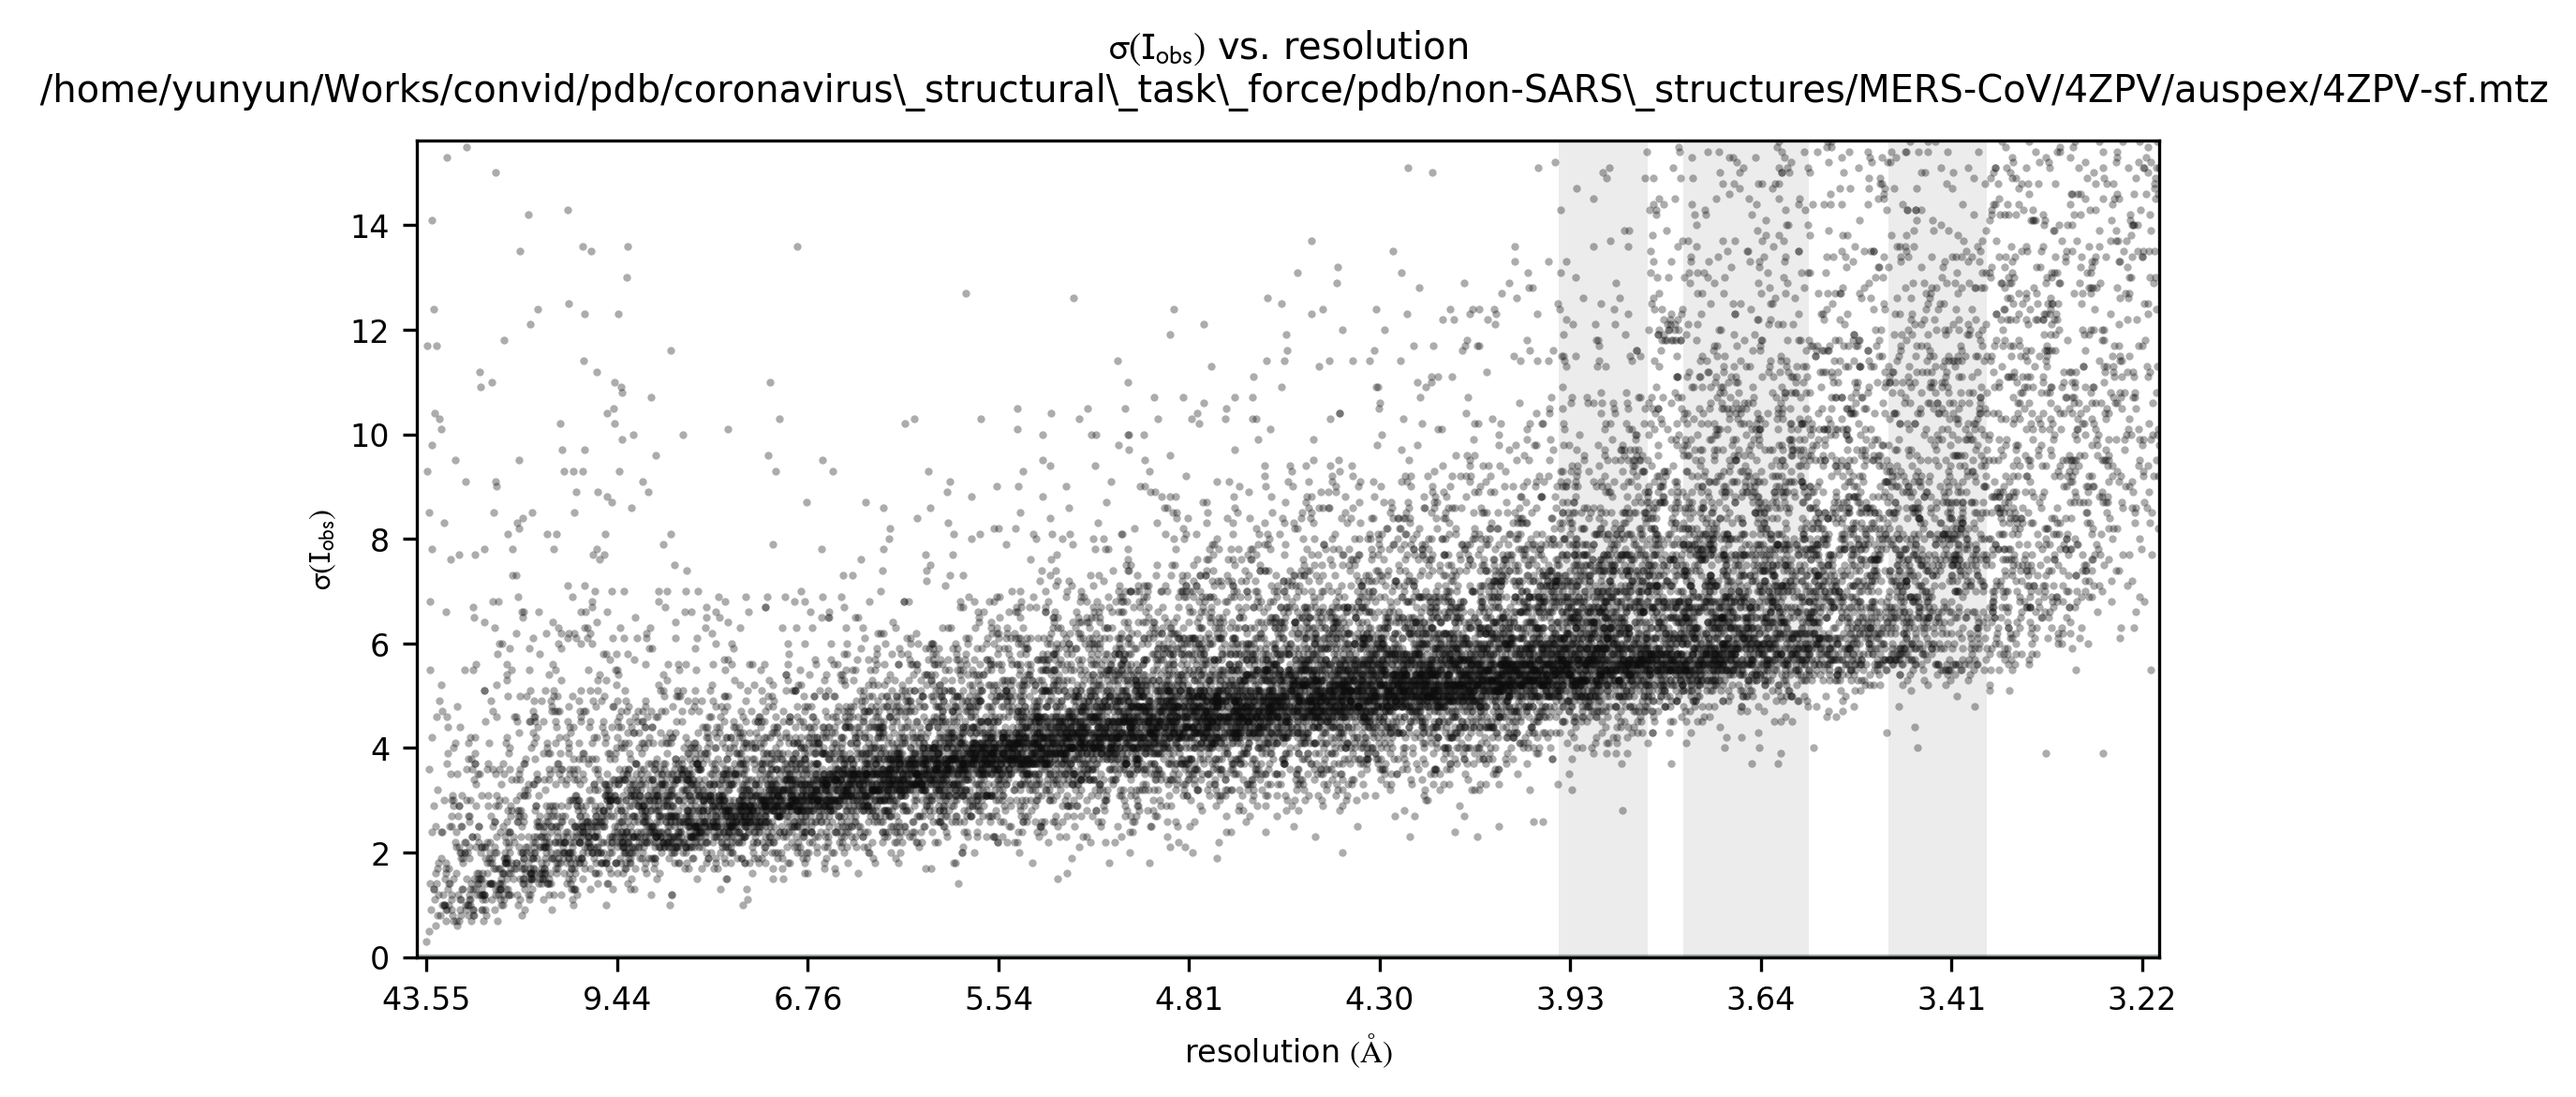 σ(I_obs) vs. resolution
/home/yunyun/Works/convid/pdb/coronavirus\_structural\_task\_force/pdb/non-SARS\_structures/MERS-CoV/4ZPV/auspex/4ZPV-sf.mtz
14
12
10
8
6
4
2
0
σ(I_obs)
43.55 9.44 6.76 5.54 4.81 4.30 3.93 3.64 3.41 3.22
resolution (Å)